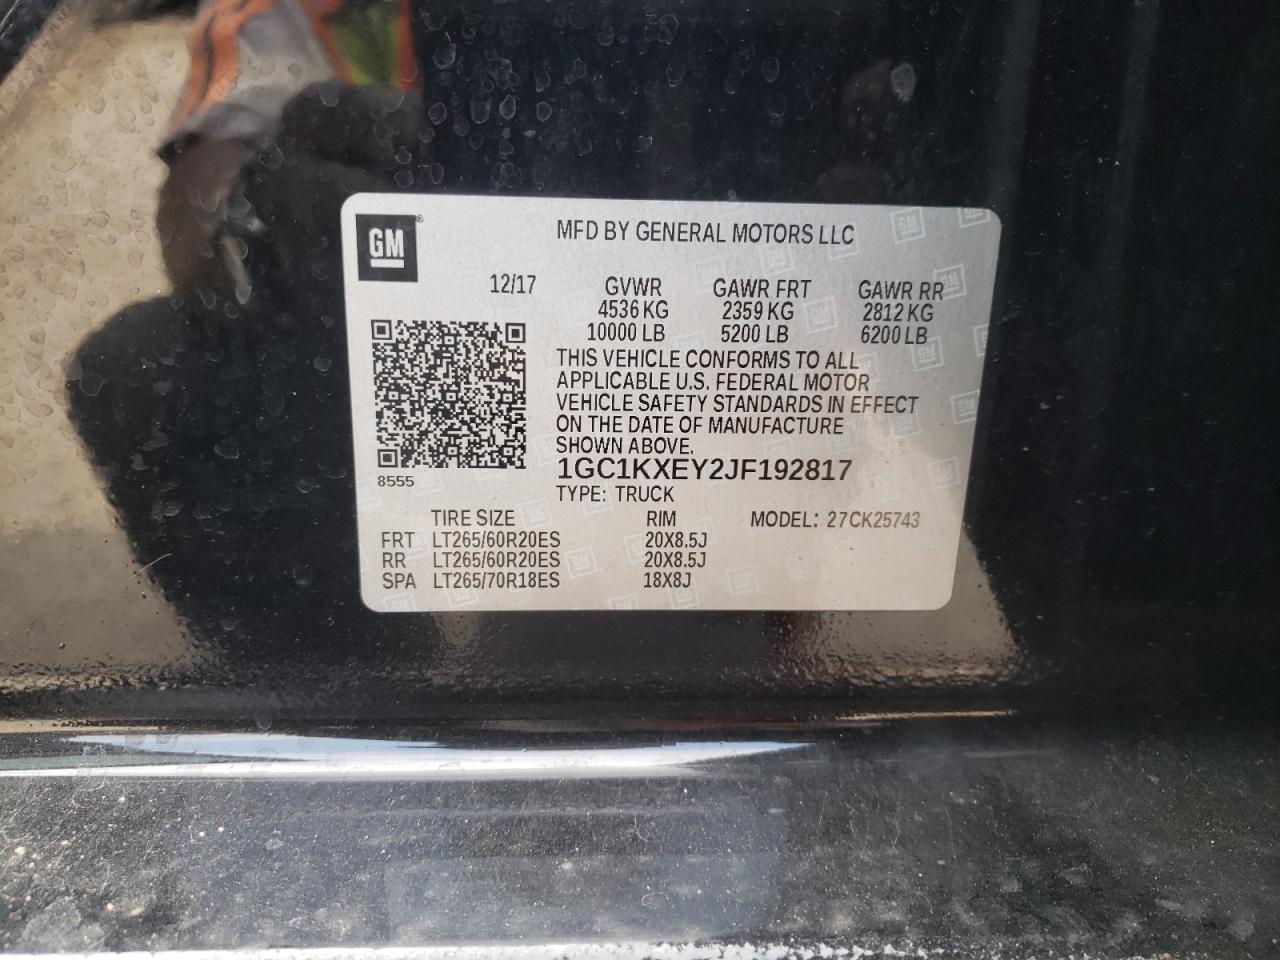 GM
MFD BY GENERAL MOTORS LLC
12/17 GVWR GAWR FRT GAWR RR
4536 KG 2359 KG 2812 KG
10000 LB 5200 LB 6200 LB
THIS VEHICLE CONFORMS TO ALL
APPLICABLE U.S. FEDERAL MOTOR
VEHICLE SAFETY STANDARDS IN EFFECT
ON THE DATE OF MANUFACTURE
SHOWN ABOVE.
1GC1KXEY2JF192817
8555
TYPE: TRUCK
TIRE SIZE RIM MODEL: 27CK25743
FRT LT265/60R20ES 20X8.5J
RR LT265/60R20ES 20X8.5J
SPA LT265/70R18ES 18X8J